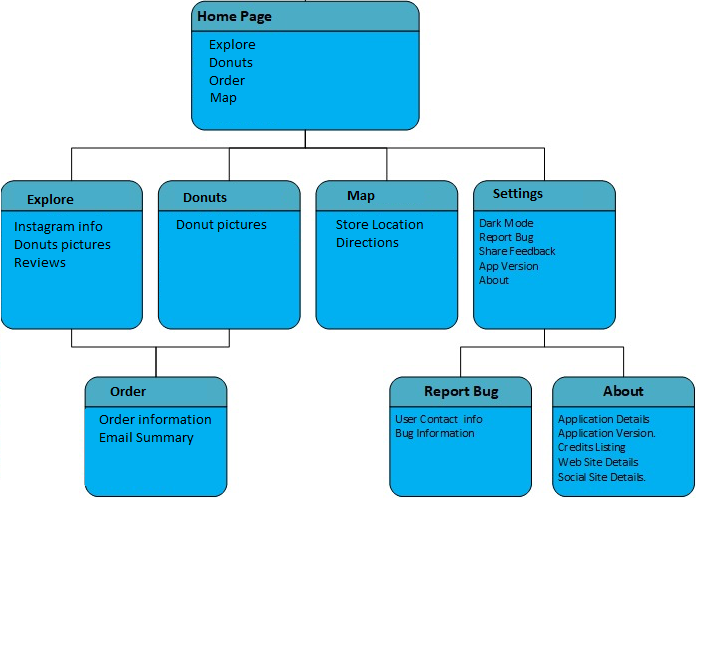 Home Page
Explore
Donuts
Order
Map
Explore
Instagram info
Donuts pictures
Reviews
Donuts
Donut pictures
Map
Store Location
Directions
Settings
Dark Mode
Report Bug
Share Feedback
App Version
About
Order
Order information
Email Summary
Report Bug
User Contact info
Bug Information
About
Application Details
Application Version.
Credits Listing
Web Site Details
Social Site Details.